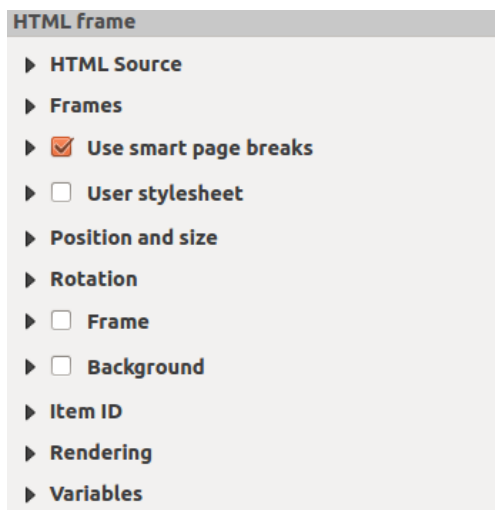 HTML frame
HTML Source
Frames
Use smart page breaks
User stylesheet
Position and size
Rotation
Frame
Background
Item ID
Rendering
Variables